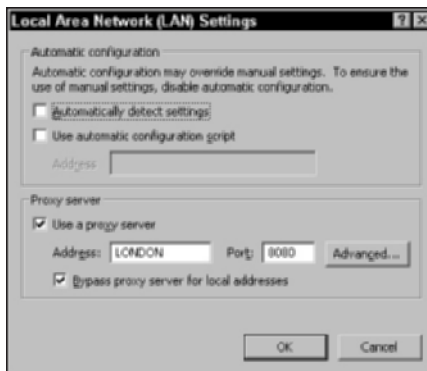 Local Area Network (LAN) Settings
Automatic configuration
Automatic configuration may override manual settings. To ensure the
use of manual settings, disable automatic configuration.
Automatically detect settings
Use automatic configuration script
Address
Proxy server
Use a proxy server
Address: LONDON Port: 8080 Advanced...
Bypass proxy server for local addresses
OK Cancel